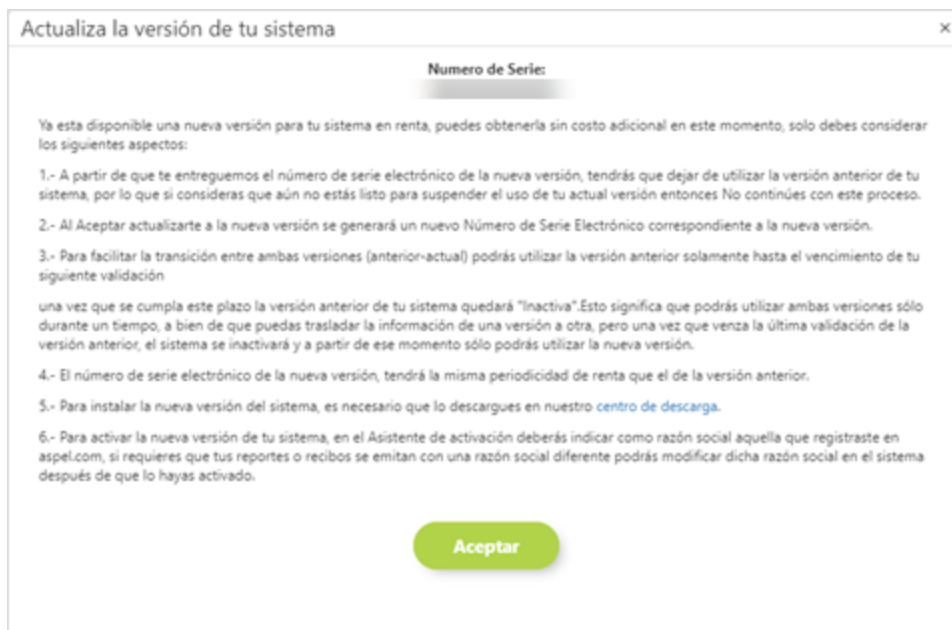 Actualiza la versión de tu sistema
×
Numero de Serie:
Ya esta disponible una nueva versión para tu sistema en renta, puedes obtenerla sin costo adicional en este momento, solo debes considerar
los siguientes aspectos:
1.- A partir de que te entreguemos el número de serie electrónico de la nueva versión, tendrás que dejar de utilizar la versión anterior de tu
sistema, por lo que si consideras que aún no estás listo para suspender el uso de tu actual versión entonces No continúes con este proceso.
2.- Al Aceptar actualizarte a la nueva versión se generará un nuevo Número de Serie Electrónico correspondiente a la nueva versión.
3.- Para facilitar la transición entre ambas versiones (anterior-actual) podrás utilizar la versión anterior solamente hasta el vencimiento de tu
siguiente validación
una vez que se cumpla este plazo la versión anterior de tu sistema quedará "Inactiva".Esto significa que podrás utilizar ambas versiones sólo
durante un tiempo, a bien de que puedas trasladar la información de una versión a otra, pero una vez que venza la última validación de la
versión anterior, el sistema se inactivará y a partir de ese momento sólo podrás utilizar la nueva versión.
4.- El número de serie electrónico de la nueva versión, tendrá la misma periodicidad de renta que el de la versión anterior.
5.- Para instalar la nueva versión del sistema, es necesario que lo descargues en nuestro centro de descarga.
6.- Para activar la nueva versión de tu sistema, en el Asistente de activación deberás indicar como razón social aquella que registraste en
aspel.com, si requieres que tus reportes o recibos se emitan con una razón social diferente podrás modificar dicha razón social en el sistema
después de que lo hayas activado.
Aceptar